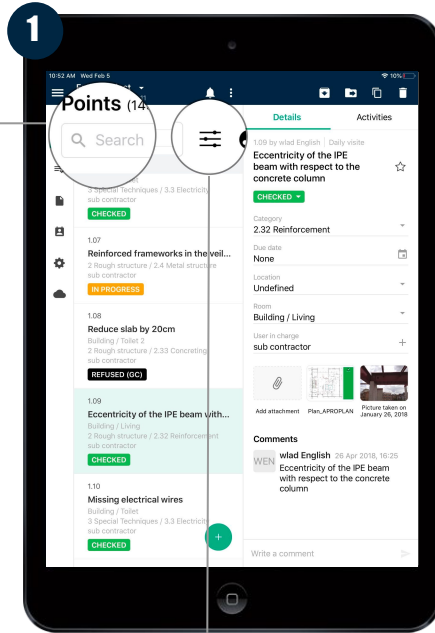 1
10:52 AM Wed Feb 5
10%
Points (14
Search
3 Special Techniques / 3.3 Electricity
sub contractor
CHECKED
1.07
Reinforced frameworks in the veil...
2 Rough structure / 2.4 Metal structure
sub contractor
IN PROGRESS
1.08
Reduce slab by 20cm
Building / Toilet 2
2 Rough structure / 2.33 Concreting
sub contractor
REFUSED (GC)
1.09
Eccentricity of the IPE beam with...
Building / Living
2 Rough structure / 2.32 Reinforcement
sub contractor
CHECKED
1.10
Missing electrical wires
Building / Toilet
3 Special Techniques / 3.3 Electricity
sub contractor
CHECKED
Details
Activities
1.09 by wlad English | Daily visite
Eccentricity of the IPE
beam with respect to the
concrete column
CHECKED
Category
2.32 Reinforcement
Due date
None
Location
Undefined
Room
Building / Living
User in charge
sub contractor
Add attachment
Plan_APROPLAN
Picture taken on
January 26, 2018
Comments
WEN
wlad English 26 Apr 2018, 16:25
Eccentricity of the IPE beam
with respect to the concrete
column
Write a comment